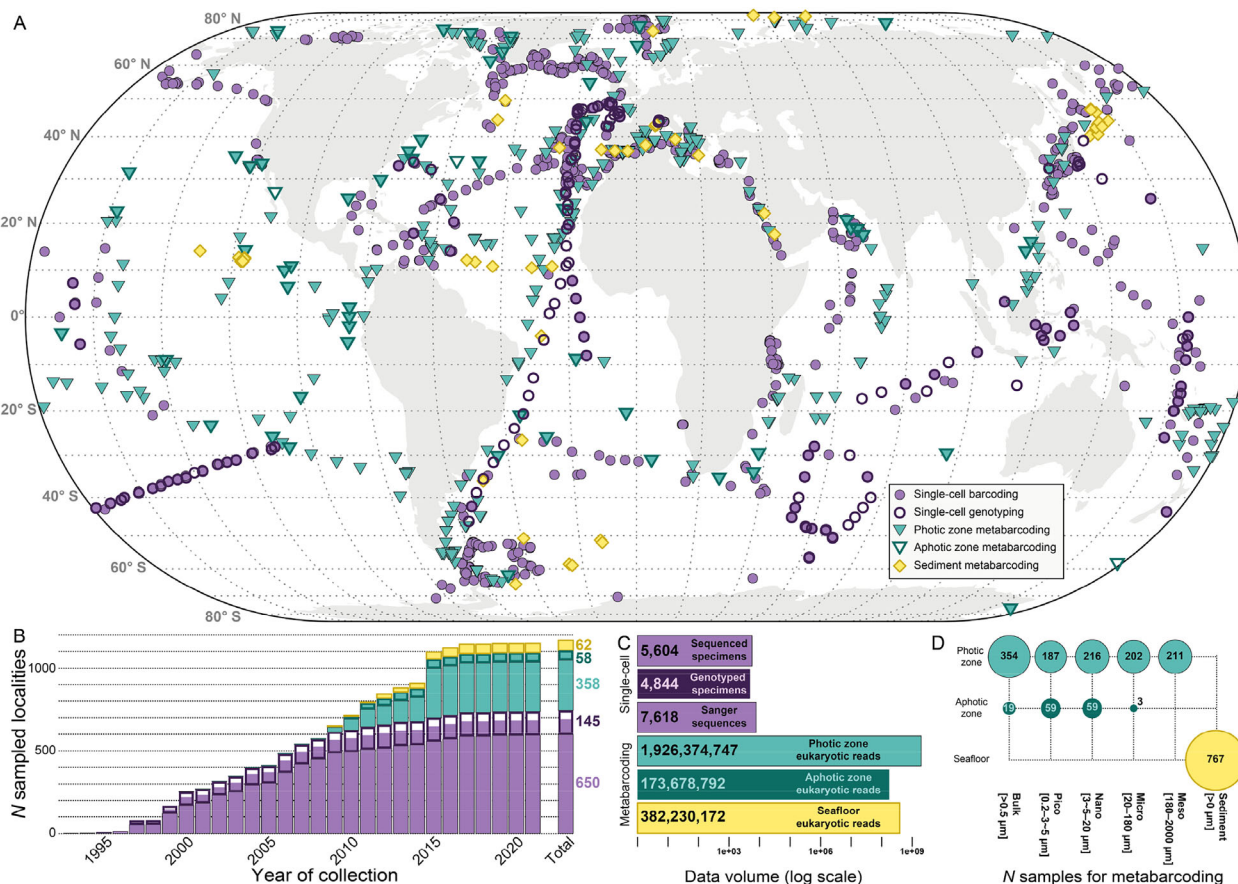 A
80° N
60° N
40° N
20° N
0°
20° S
40° S
60° S
80° S
Single-cell barcoding
Single-cell genotyping
Photic zone metabarcoding
Aphotic zone metabarcoding
Sediment metabarcoding
B
N sampled localities
1000
500
0
62
58
358
145
650
1995
2000
2005
2010
2015
2020
Total
Year of collection
C
Single-cell
Metabarcoding
5,604 Sequenced specimens
4,844 Genotyped specimens
7,618 Sanger sequences
1,926,374,747 Photic zone eukaryotic reads
173,678,792 Aphotic zone eukaryotic reads
382,230,172 Seafloor eukaryotic reads
1e+03
1e+06
1e+09
Data volume (log scale)
D
Photic zone
354
187
216
202
211
Aphotic zone
19
59
59
3
Seafloor
767
Bulk [>0.5 µm]
Pico [0.2–3~5 µm]
Nano [3~5–20 µm]
Micro [20–180 µm]
Meso [180–2000 µm]
Sediment [>0 µm]
N samples for metabarcoding